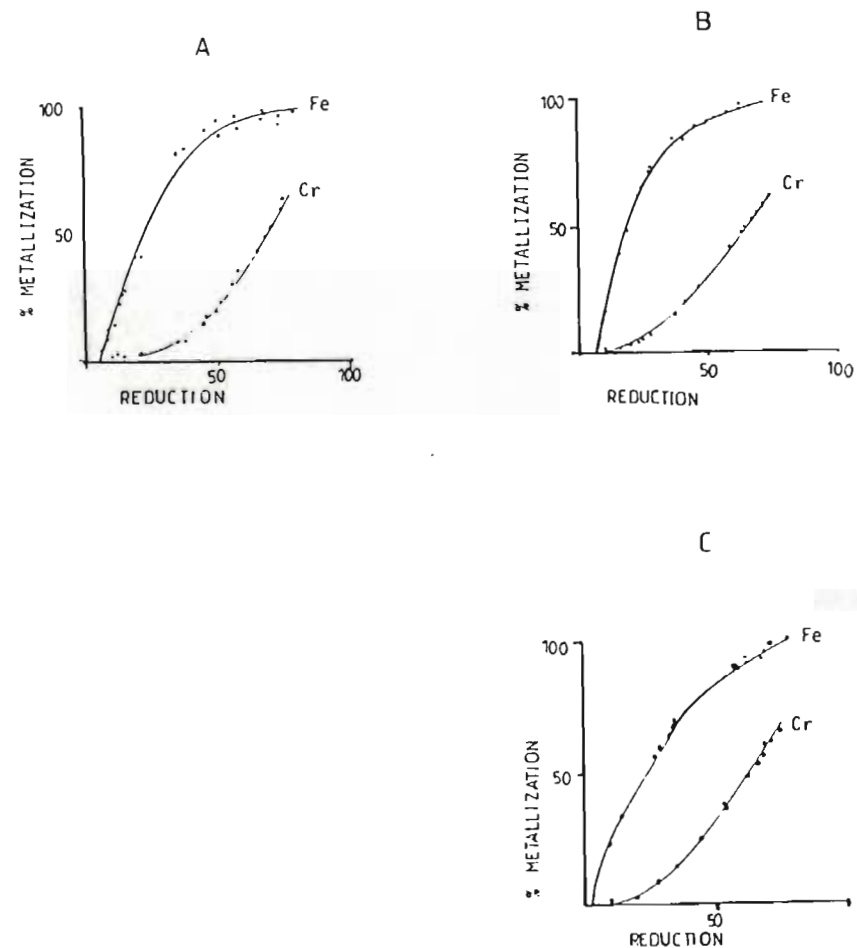 A
100
Fe
% METALLIZATION
50
Cr
50
100
REDUCTION
B
100
Fe
% METALLIZATION
50
Cr
50
100
REDUCTION
C
100
Fe
% METALLIZATION
50
Cr
50
REDUCTION